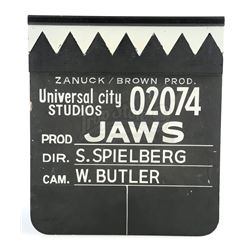 ZANUCK/BROWN PROD.
Universal city 02074
STUDIOS
PROD JAWS
DIR. S. SPIELBERG
CAM. W. BUTLER